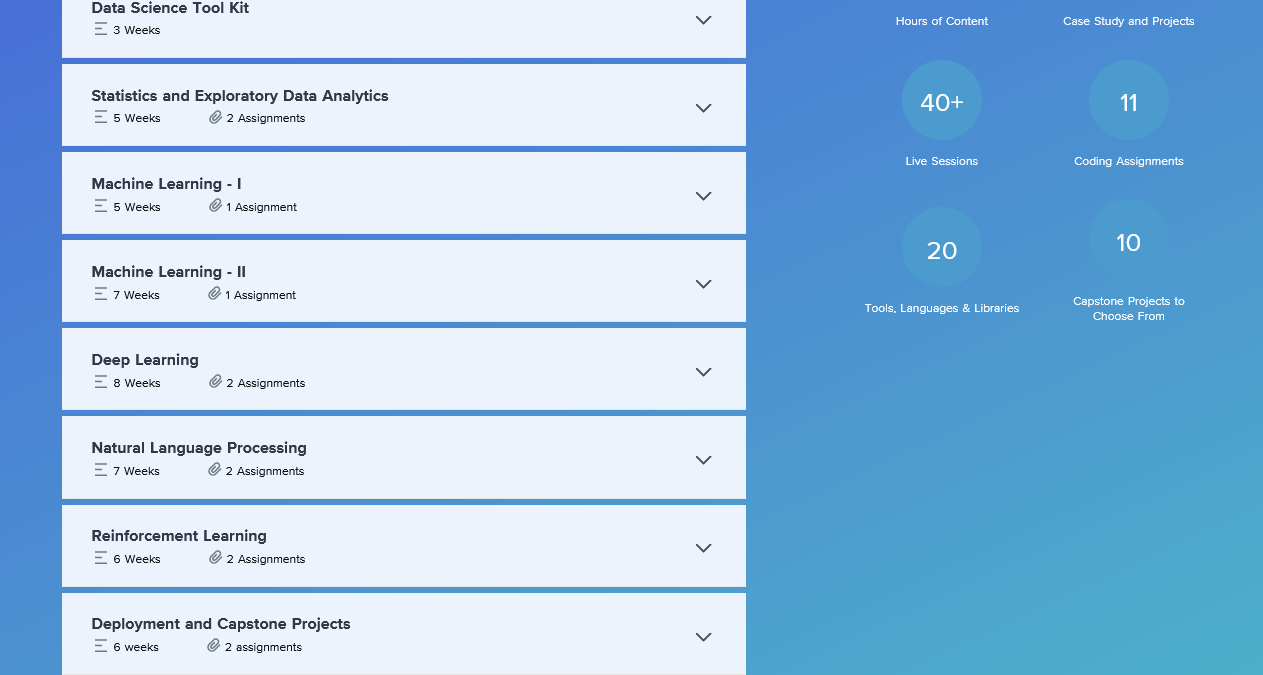 Data Science Tool Kit
3 Weeks
Statistics and Exploratory Data Analytics
5 Weeks 2 Assignments
Machine Learning - I
5 Weeks 1 Assignment
Machine Learning - II
7 Weeks 1 Assignment
Deep Learning
8 Weeks 2 Assignments
Natural Language Processing
7 Weeks 2 Assignments
Reinforcement Learning
6 Weeks 2 Assignments
Deployment and Capstone Projects
6 weeks 2 assignments
Hours of Content
Case Study and Projects
40+
Live Sessions
11
Coding Assignments
20
Tools, Languages & Libraries
10
Capstone Projects to
Choose From